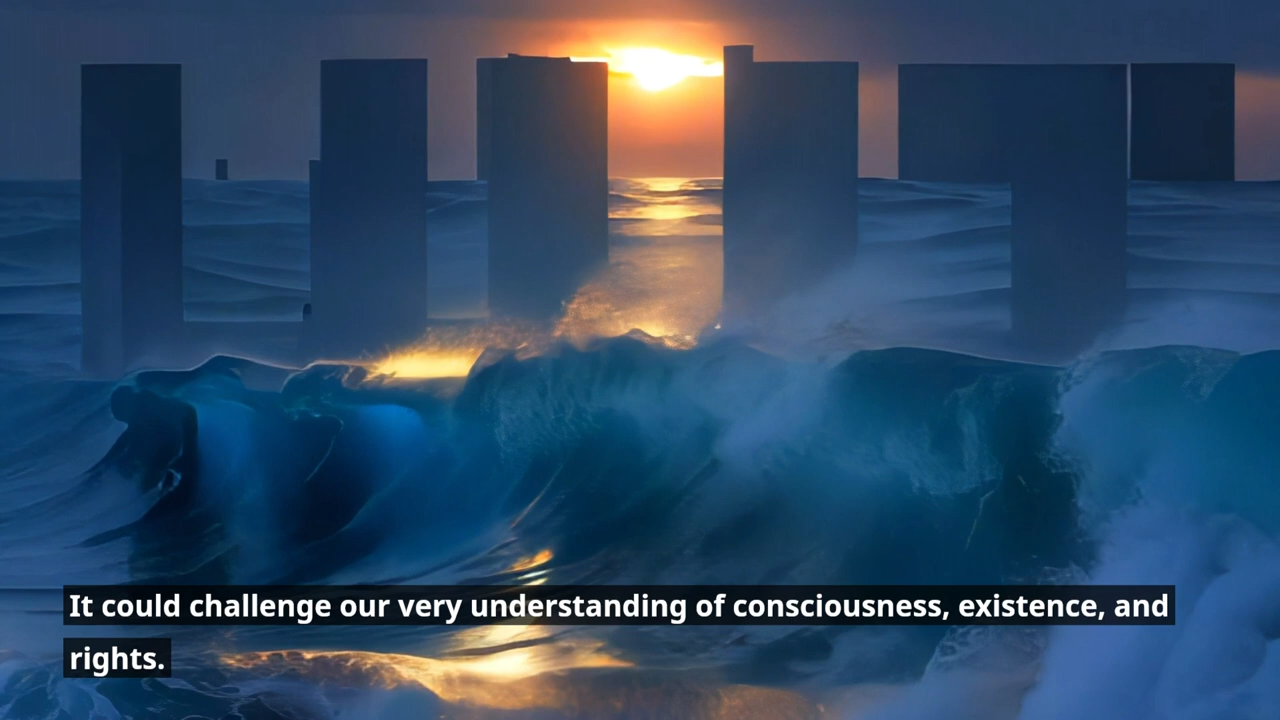 It could challenge our very understanding of consciousness, existence, and
rights.